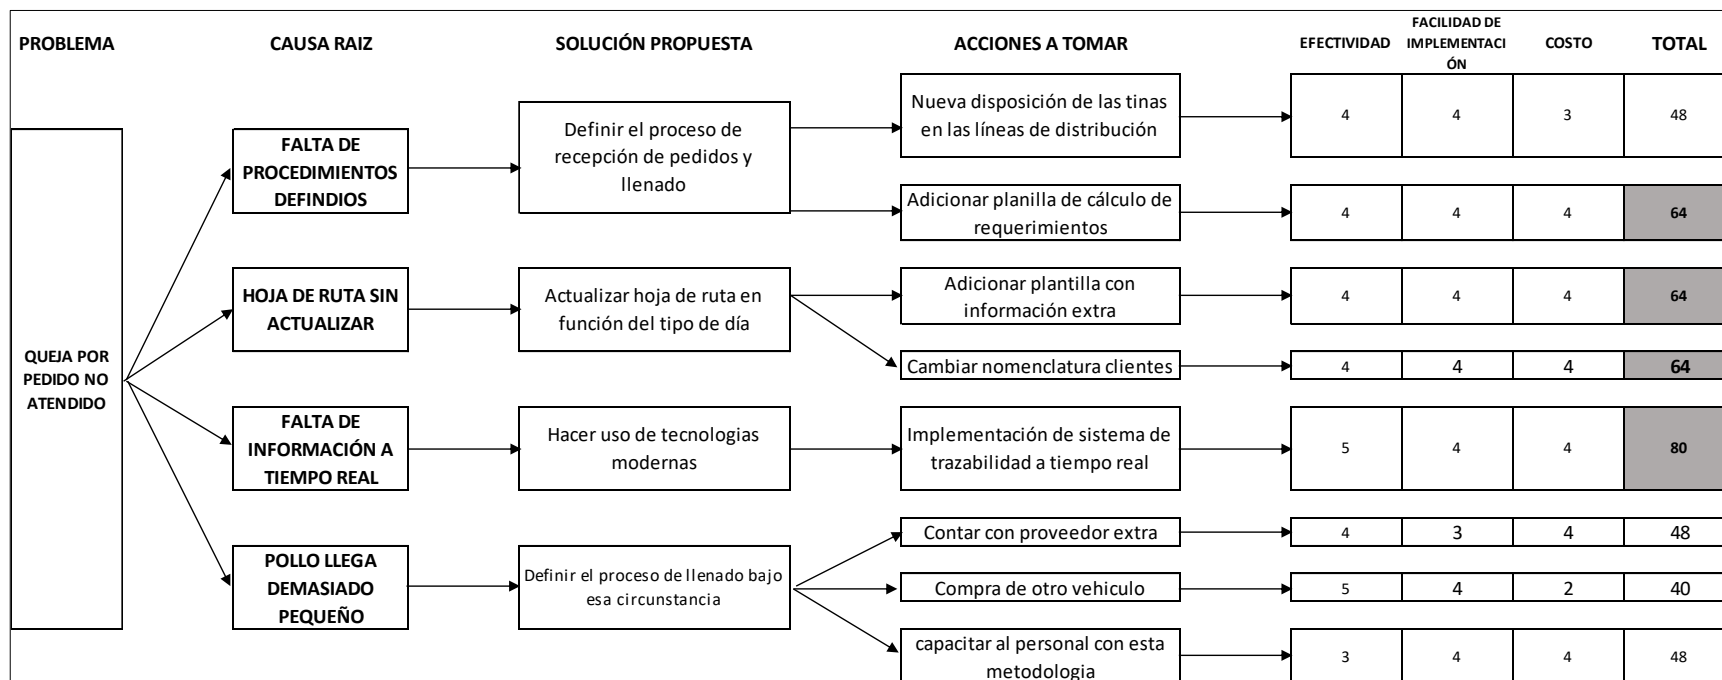 PROBLEMA
CAUSA RAIZ
SOLUCIÓN PROPUESTA
ACCIONES A TOMAR
EFECTIVIDAD
FACILIDAD DE
IMPLEMENTACI
ÓN
COSTO
TOTAL
QUEJA POR
PEDIDO NO
ATENDIDO
FALTA DE
PROCEDIMIENTOS
DEFINDIOS
Definir el proceso de
recepción de pedidos y
llenado
Nueva disposición de las tinas
en las líneas de distribución
4 4 3 48
Adicionar planilla de cálculo de
requerimientos
4 4 4 64
HOJA DE RUTA SIN
ACTUALIZAR
Actualizar hoja de ruta en
función del tipo de día
Adicionar plantilla con
información extra
4 4 4 64
Cambiar nomenclatura clientes
4 4 4 64
FALTA DE
INFORMACIÓN A
TIEMPO REAL
Hacer uso de tecnologias
modernas
Implementación de sistema de
trazabilidad a tiempo real
5 4 4 80
POLLO LLEGA
DEMASIADO
PEQUEÑO
Definir el proceso de llenado bajo
esa circunstancia
Contar con proveedor extra
4 3 4 48
Compra de otro vehiculo
5 4 2 40
capacitar al personal con esta
metodologia
3 4 4 48